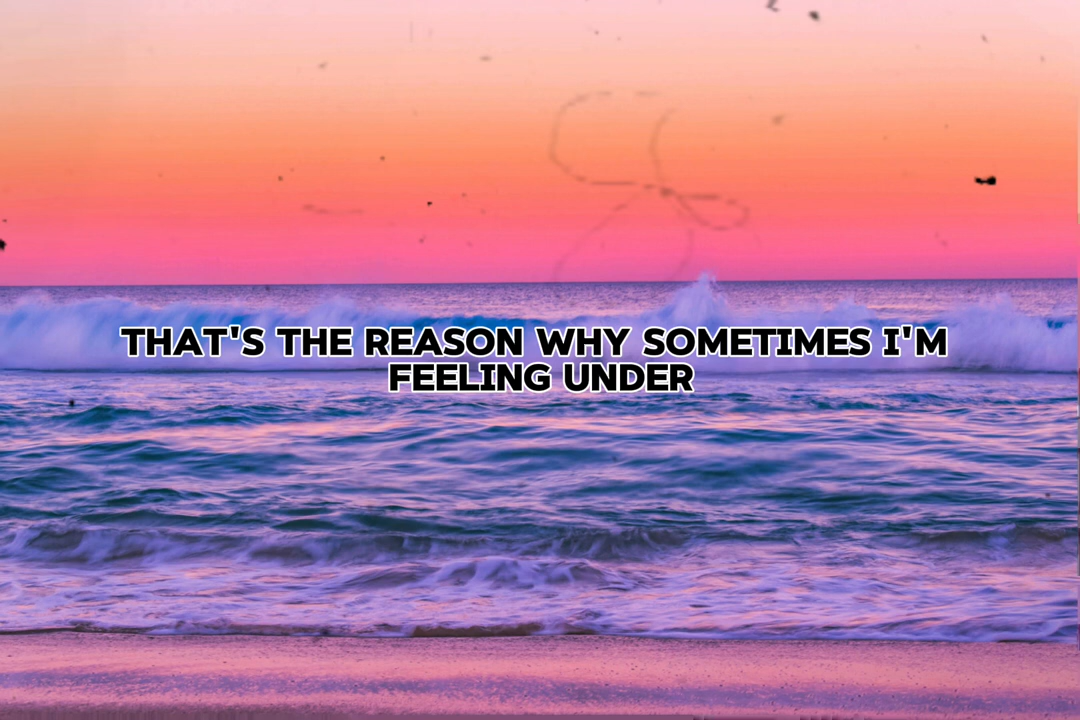 THAT'S THE REASON WHY SOMETIMES I'M
FEELING UNDER